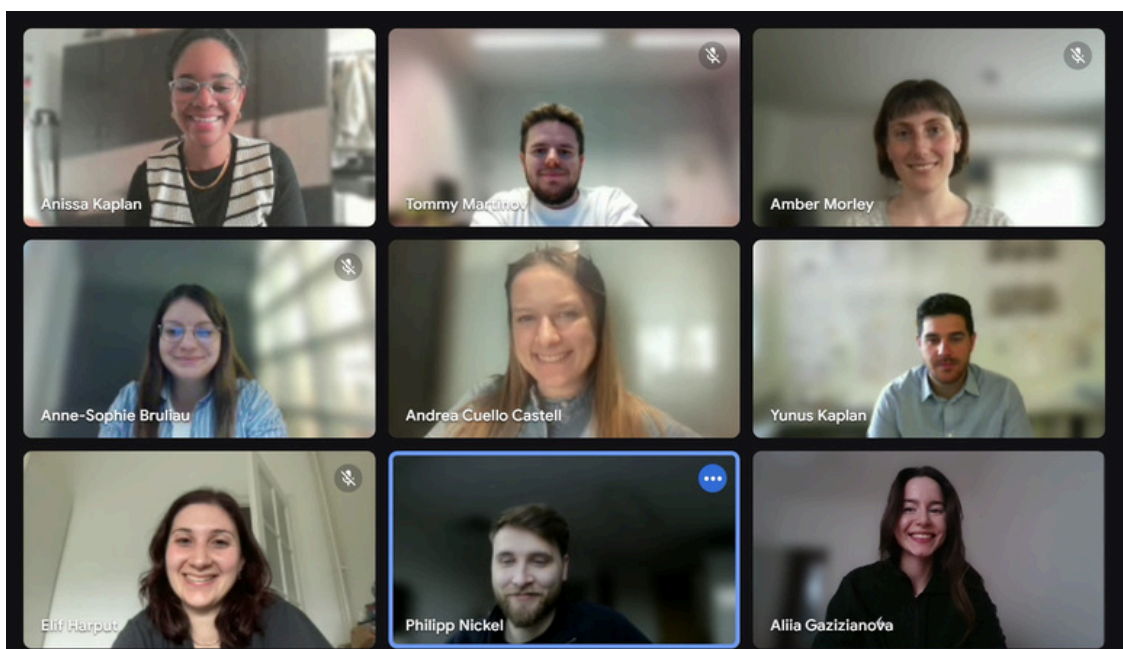 Anissa Kaplan
Tommy Martinov
Amber Morley
Anne-Sophie Bruliau
Andrea Cuello Castell
Yunus Kaplan
Elif Harput
Philipp Nickel
Aliia Gazizianova